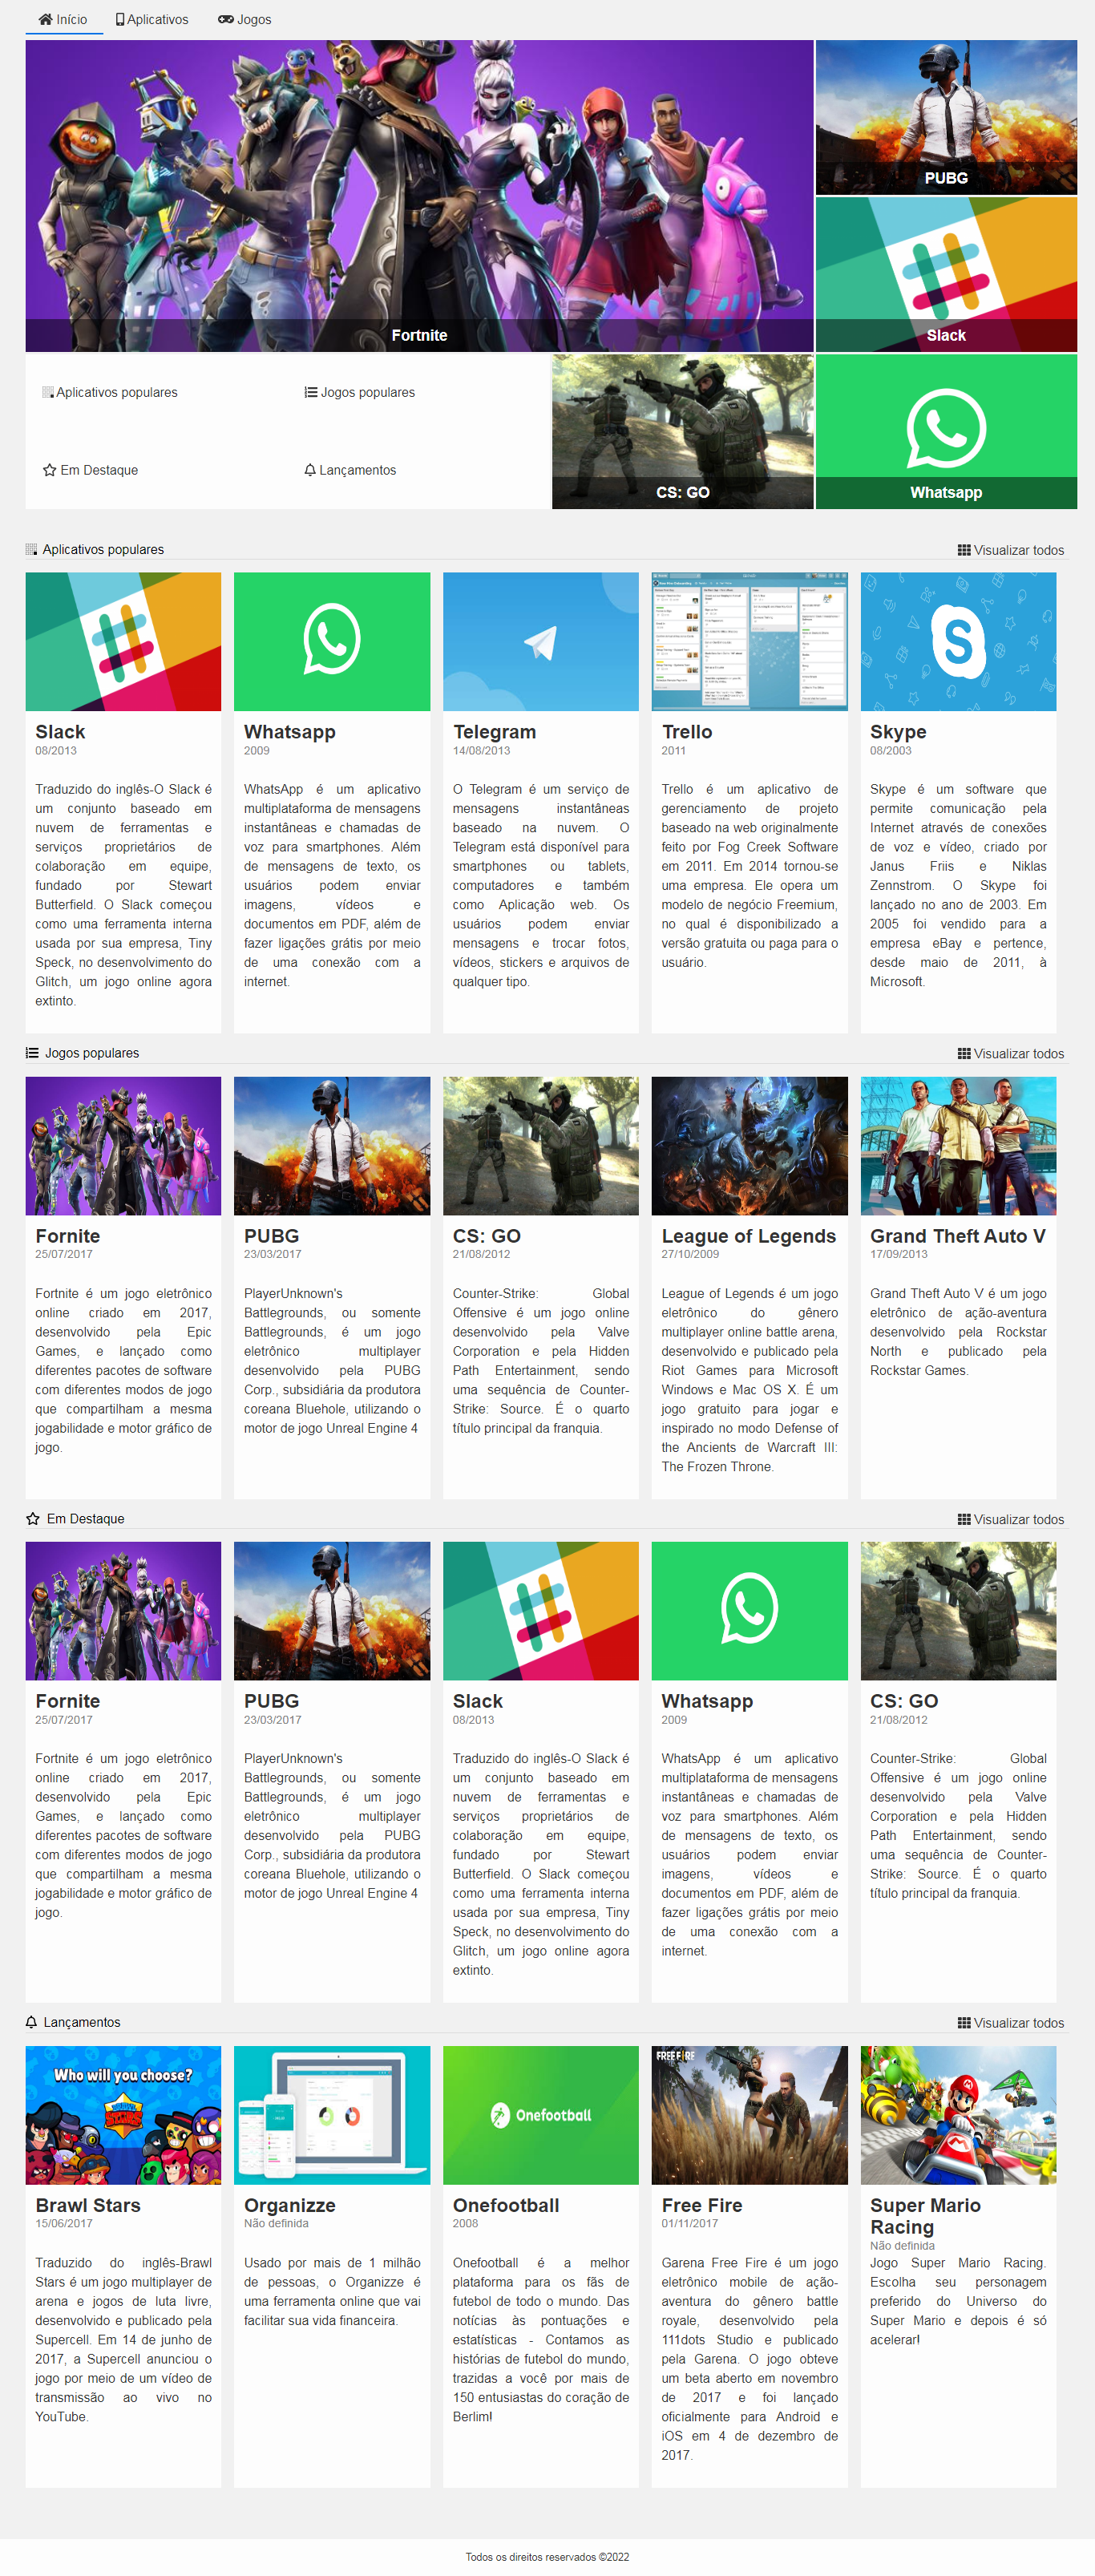 Início Aplicativos Jogos
PUBG
Slack
Fortnite
Aplicativos populares Jogos populares
Em Destaque Lançamentos
CS: GO Whatsapp
Aplicativos populares Visualizar todos
Slack
08/2013
Traduzido do inglês-O Slack é
um conjunto baseado em
nuvem de ferramentas e
serviços proprietários de
colaboração em equipe,
fundado por Stewart
Butterfield. O Slack começou
como uma ferramenta interna
usada por sua empresa, Tiny
Speck, no desenvolvimento do
Glitch, um jogo online agora
extinto.
Whatsapp
2009
WhatsApp é um aplicativo
multiplataforma de mensagens
instantâneas e chamadas de
voz para smartphones. Além
de mensagens de texto, os
usuários podem enviar
imagens, vídeos e
documentos em PDF, além de
fazer ligações grátis por meio
de uma conexão com a
internet.
Telegram
14/08/2013
O Telegram é um serviço de
mensagens instantâneas
baseado na nuvem. O
Telegram está disponível para
smartphones ou tablets,
computadores e também
como Aplicação web. Os
usuários podem enviar
mensagens e trocar fotos,
vídeos, stickers e arquivos de
qualquer tipo.
Trello
2011
Trello é um aplicativo de
gerenciamento de projeto
baseado na web originalmente
feito por Fog Creek Software
em 2011. Em 2014 tornou-se
uma empresa. Ele opera um
modelo de negócio Freemium,
no qual é disponibilizado a
versão gratuita ou paga para o
usuário.
Skype
08/2003
Skype é um software que
permite comunicação pela
Internet através de conexões
de voz e vídeo, criado por
Janus Friis e Niklas
Zennstrom. O Skype foi
lançado no ano de 2003. Em
2005 foi vendido para a
empresa eBay e pertence,
desde maio de 2011, à
Microsoft.
Jogos populares Visualizar todos
Fornite
25/07/2017
Fortnite é um jogo eletrônico
online criado em 2017,
desenvolvido pela Epic
Games, e lançado como
diferentes pacotes de software
com diferentes modos de jogo
que compartilham a mesma
jogabilidade e motor gráfico de
jogo.
PUBG
23/03/2017
PlayerUnknown's
Battlegrounds, ou somente
Battlegrounds, é um jogo
eletrônico multiplayer
desenvolvido pela PUBG
Corp., subsidiária da produtora
coreana Bluehole, utilizando o
motor de jogo Unreal Engine 4
CS: GO
21/08/2012
Counter-Strike: Global
Offensive é um jogo online
desenvolvido pela Valve
Corporation e pela Hidden
Path Entertainment, sendo
uma sequência de Counter-
Strike: Source. É o quarto
título principal da franquia.
League of Legends
27/10/2009
League of Legends é um jogo
eletrônico do gênero
multiplayer online battle arena,
desenvolvido e publicado pela
Riot Games para Microsoft
Windows e Mac OS X. É um
jogo gratuito para jogar e
inspirado no modo Defense of
the Ancients de Warcraft III:
The Frozen Throne.
Grand Theft Auto V
17/09/2013
Grand Theft Auto V é um jogo
eletrônico de ação-aventura
desenvolvido pela Rockstar
North e publicado pela
Rockstar Games.
Em Destaque Visualizar todos
Fornite
25/07/2017
Fortnite é um jogo eletrônico
online criado em 2017,
desenvolvido pela Epic
Games, e lançado como
diferentes pacotes de software
com diferentes modos de jogo
que compartilham a mesma
jogabilidade e motor gráfico de
jogo.
PUBG
23/03/2017
PlayerUnknown's
Battlegrounds, ou somente
Battlegrounds, é um jogo
eletrônico multiplayer
desenvolvido pela PUBG
Corp., subsidiária da produtora
coreana Bluehole, utilizando o
motor de jogo Unreal Engine 4
Slack
08/2013
Traduzido do inglês-O Slack é
um conjunto baseado em
nuvem de ferramentas e
serviços proprietários de
colaboração em equipe,
fundado por Stewart
Butterfield. O Slack começou
como uma ferramenta interna
usada por sua empresa, Tiny
Speck, no desenvolvimento do
Glitch, um jogo online agora
extinto.
Whatsapp
2009
WhatsApp é um aplicativo
multiplataforma de mensagens
instantâneas e chamadas de
voz para smartphones. Além
de mensagens de texto, os
usuários podem enviar
imagens, vídeos e
documentos em PDF, além de
fazer ligações grátis por meio
de uma conexão com a
internet.
CS: GO
21/08/2012
Counter-Strike: Global
Offensive é um jogo online
desenvolvido pela Valve
Corporation e pela Hidden
Path Entertainment, sendo
uma sequência de Counter-
Strike: Source. É o quarto
título principal da franquia.
Lançamentos Visualizar todos
Who will you choose?
BRAWL
STARS
Brawl Stars
15/06/2017
Traduzido do inglês-Brawl
Stars é um jogo multiplayer de
arena e jogos de luta livre,
desenvolvido e publicado pela
Supercell. Em 14 de junho de
2017, a Supercell anunciou o
jogo por meio de um vídeo de
transmissão ao vivo no
YouTube.
Organizze
Não definida
Usado por mais de 1 milhão
de pessoas, o Organizze é
uma ferramenta online que vai
facilitar sua vida financeira.
Onefootball
Onefootball
2008
Onefootball é a melhor
plataforma para os fãs de
futebol de todo o mundo. Das
notícias às pontuações e
estatísticas - Contamos as
histórias de futebol do mundo,
trazidas a você por mais de
150 entusiastas do coração de
Berlim!
FREE FIRE
Free Fire
01/11/2017
Garena Free Fire é um jogo
eletrônico mobile de ação-
aventura do gênero battle
royale, desenvolvido pela
111dots Studio e publicado
pela Garena. O jogo obteve
um beta aberto em novembro
de 2017 e foi lançado
oficialmente para Android e
iOS em 4 de dezembro de
2017.
Super Mario
Racing
Não definida
Jogo Super Mario Racing.
Escolha seu personagem
preferido do Universo do
Super Mario e depois é só
acelerar!
Todos os direitos reservados ©2022